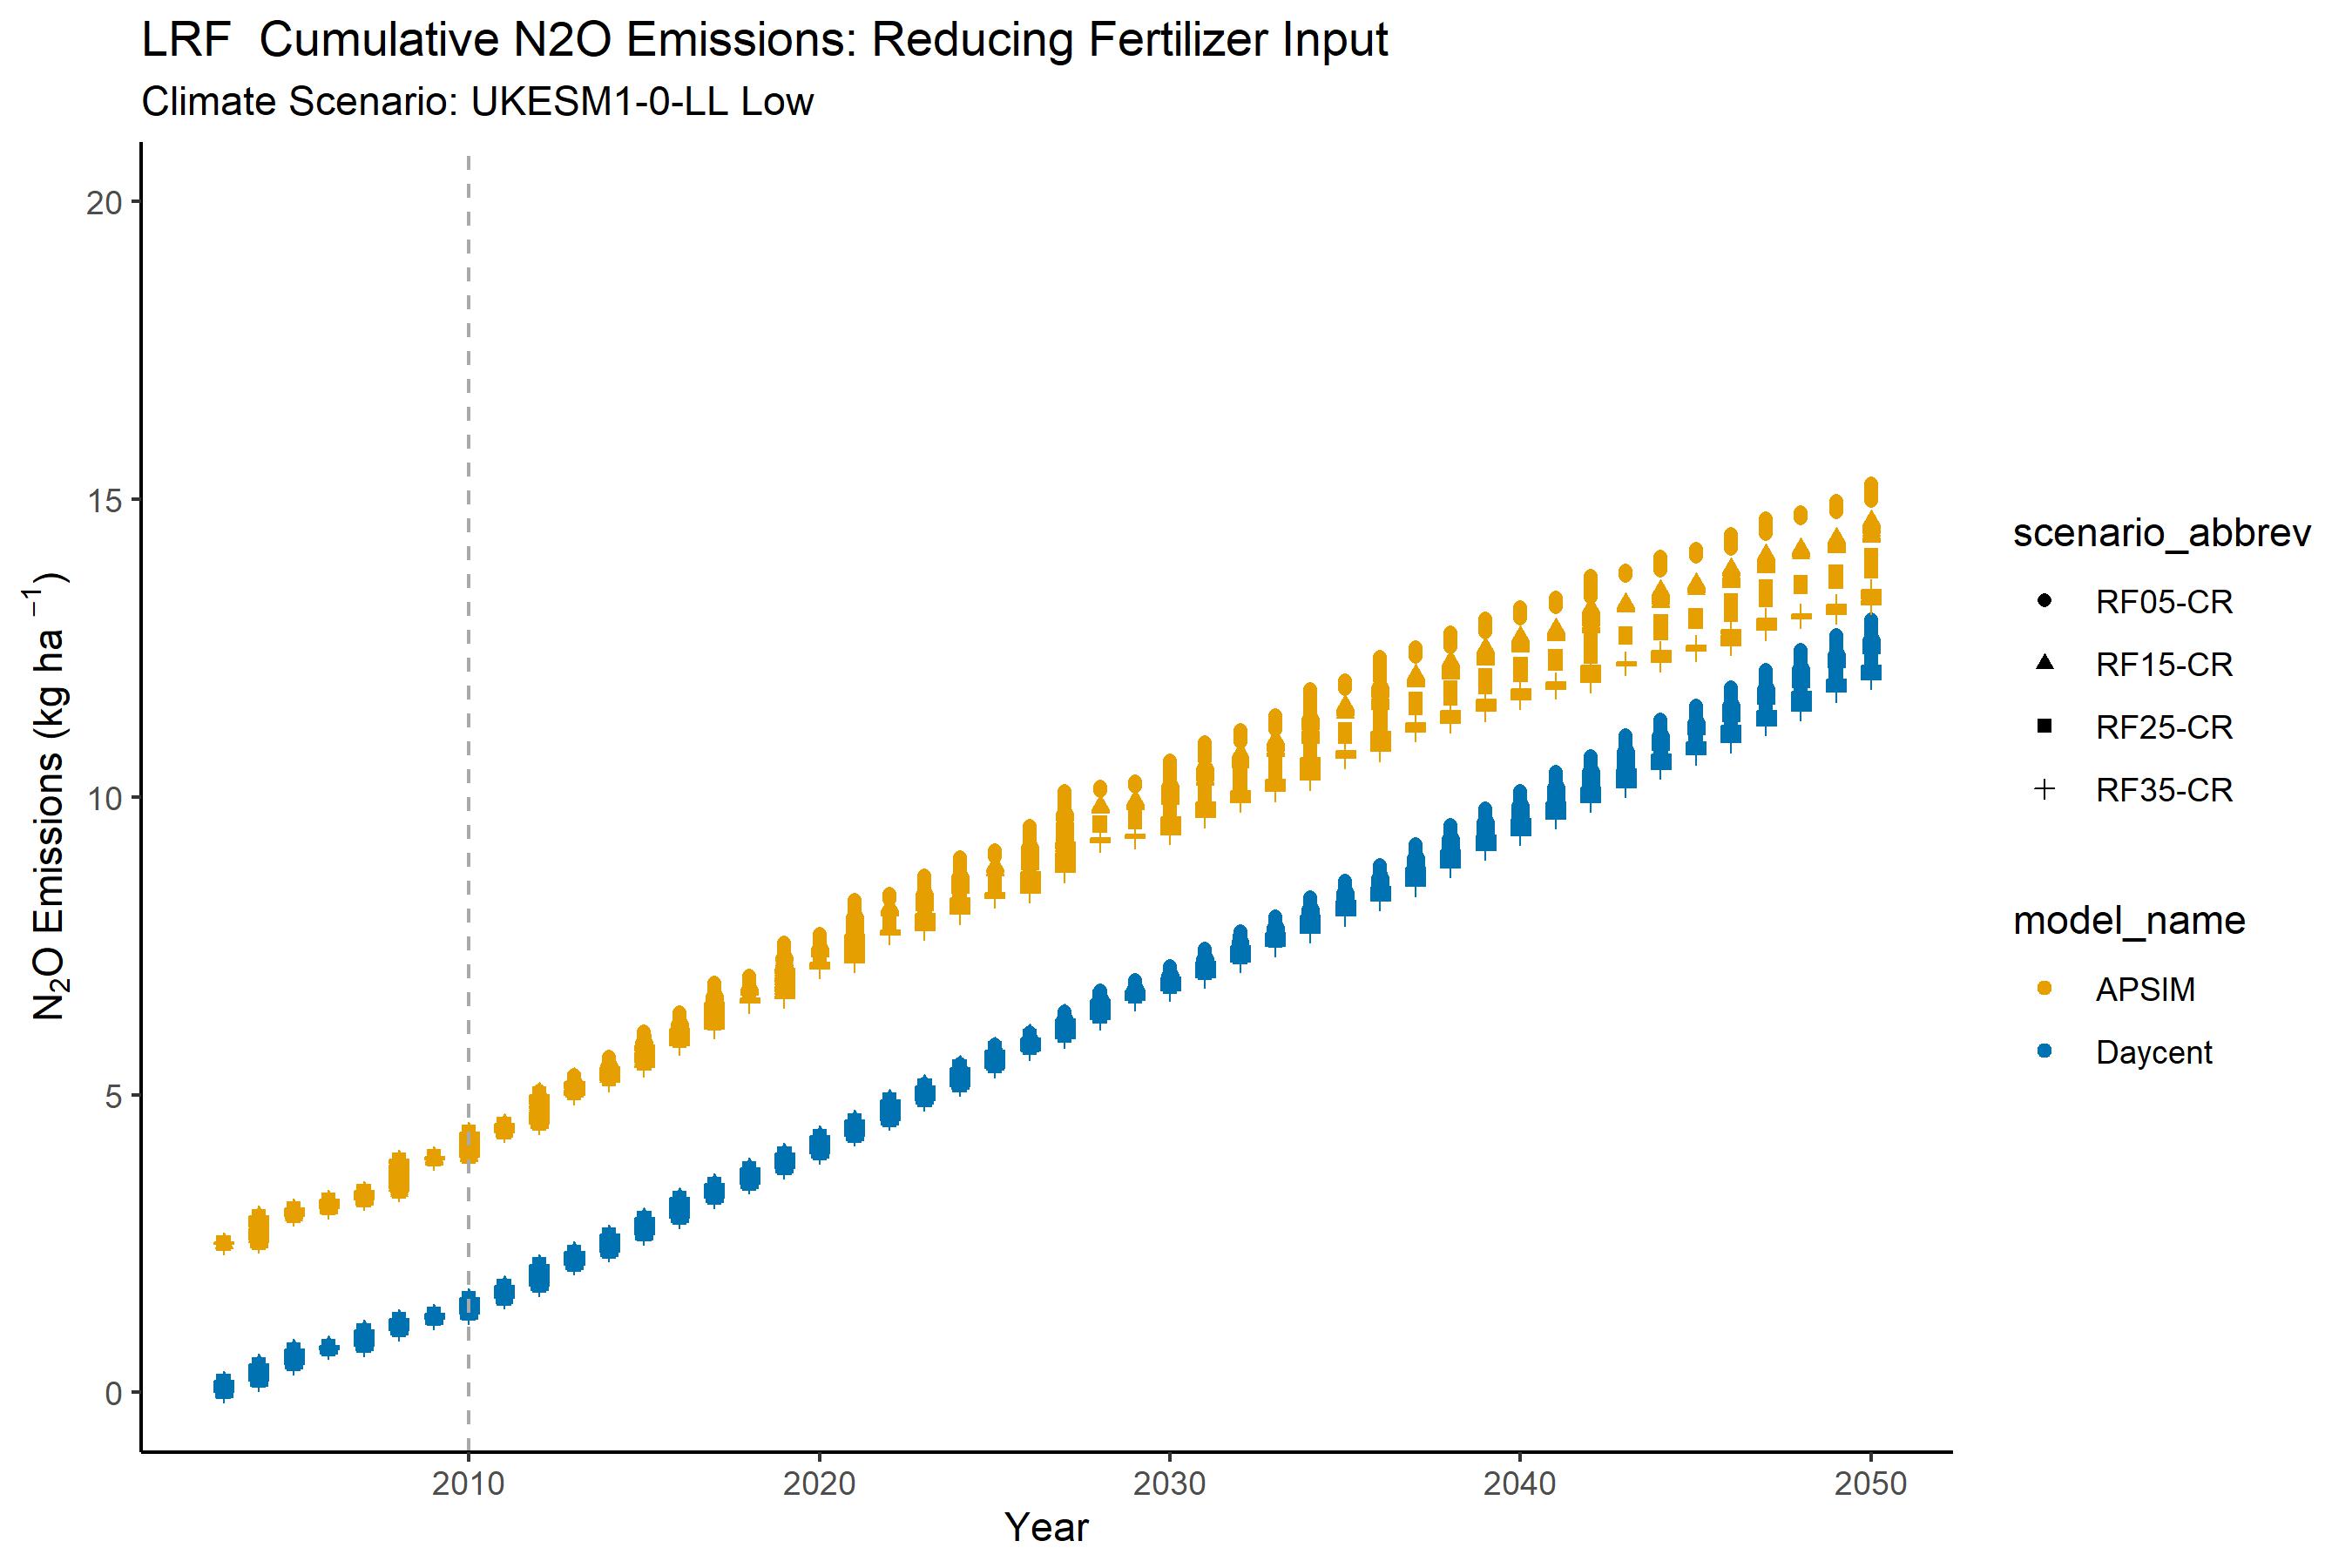 LRF  Cumulative N2O Emissions: Reducing Fertilizer Input
Climate Scenario: UKESM1-0-LL Low
N₂O Emissions (kg ha ⁻¹)
20
15
10
5
0
2010
2020
2030
2040
2050
Year
scenario_abbrev
RF05-CR
RF15-CR
RF25-CR
RF35-CR
model_name
APSIM
Daycent